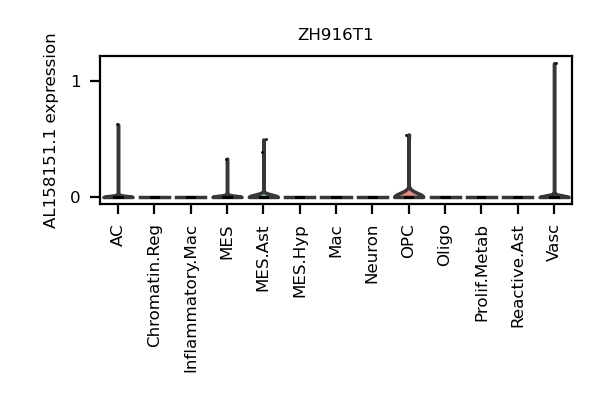 ZH916T1
AL158151.1 expression
1
0
AC
Chromatin.Reg
Inflammatory.Mac
MES
MES.Ast
MES.Hyp
Mac
Neuron
OPC
Oligo
Prolif.Metab
Reactive.Ast
Vasc